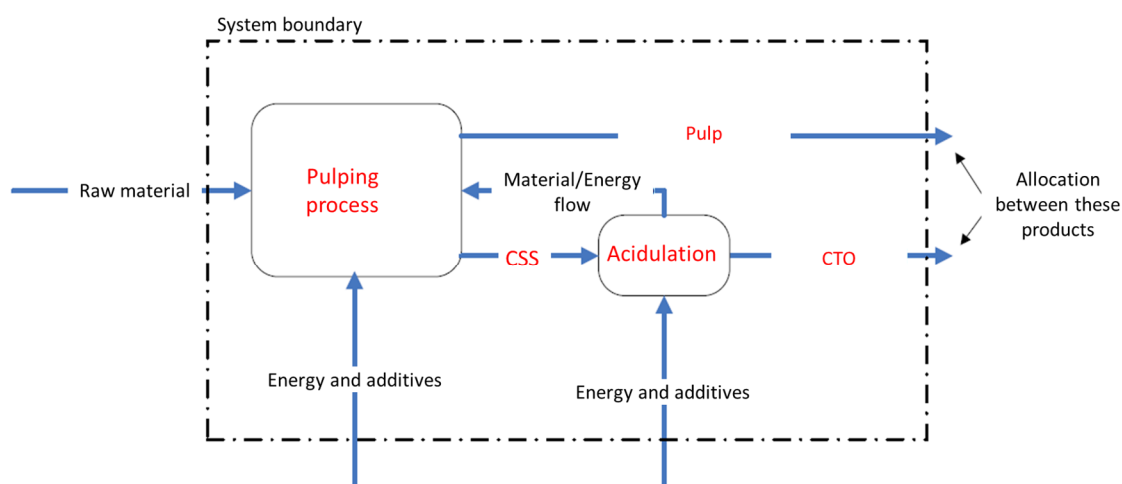 System boundary
Pulp
Pulping
process
Raw material
Material/Energy
flow
Allocation
between these
products
CSS
Acidulation
CTO
Energy and additives
Energy and additives